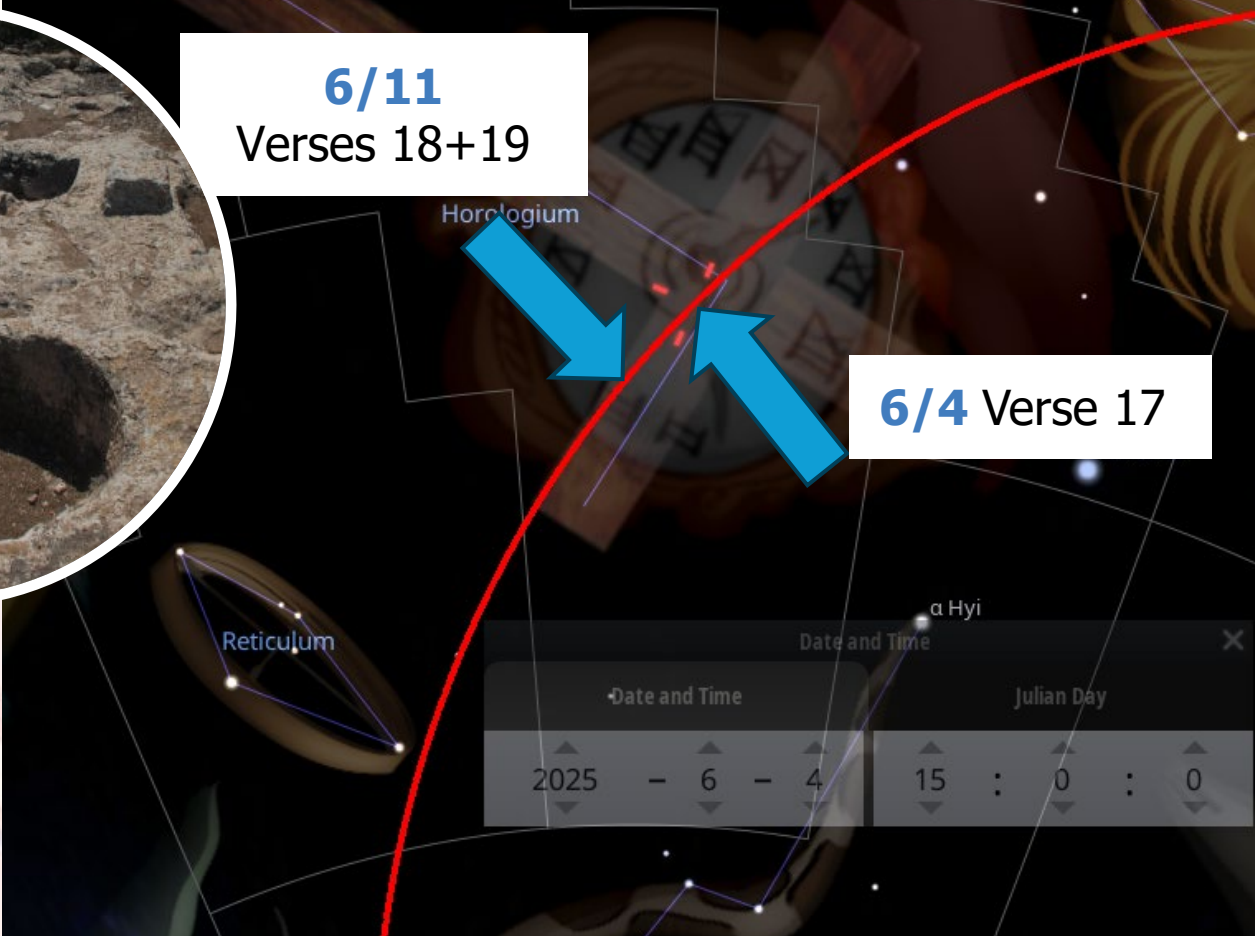 6/11
Verses 18+19
Horologium
6/4 Verse 17
α Hyi
Reticulum
Date and Time
Date and Time
Julian Day
2025 – 6 – 4 15 : 0 : 0